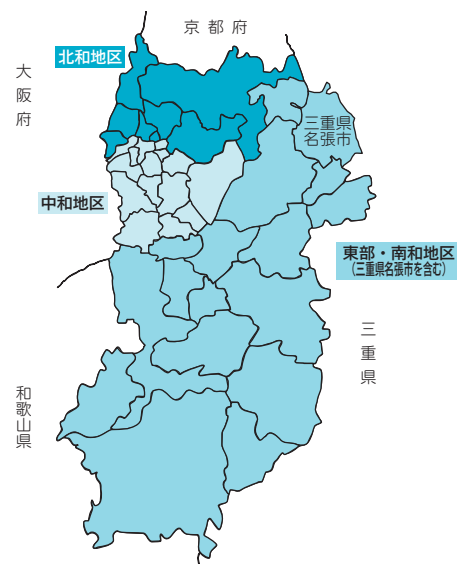 京都府
北和地区
大阪府
三重県
名張市
中和地区
東部・南和地区
（三重県名張市を含む）
三重県
和歌山県